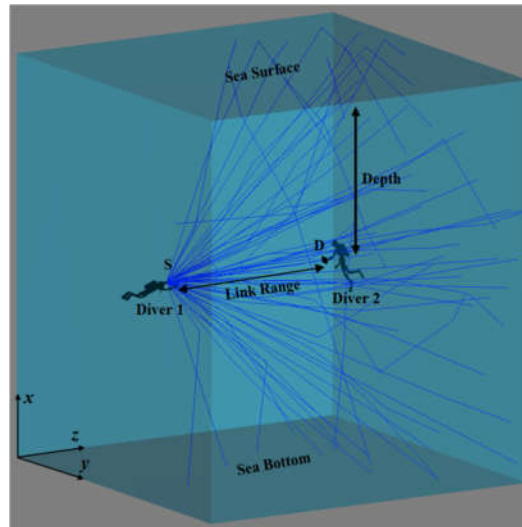 Sea Surface
Depth
S
D
Link Range
Diver 1
Diver 2
x
z
y
Sea Bottom